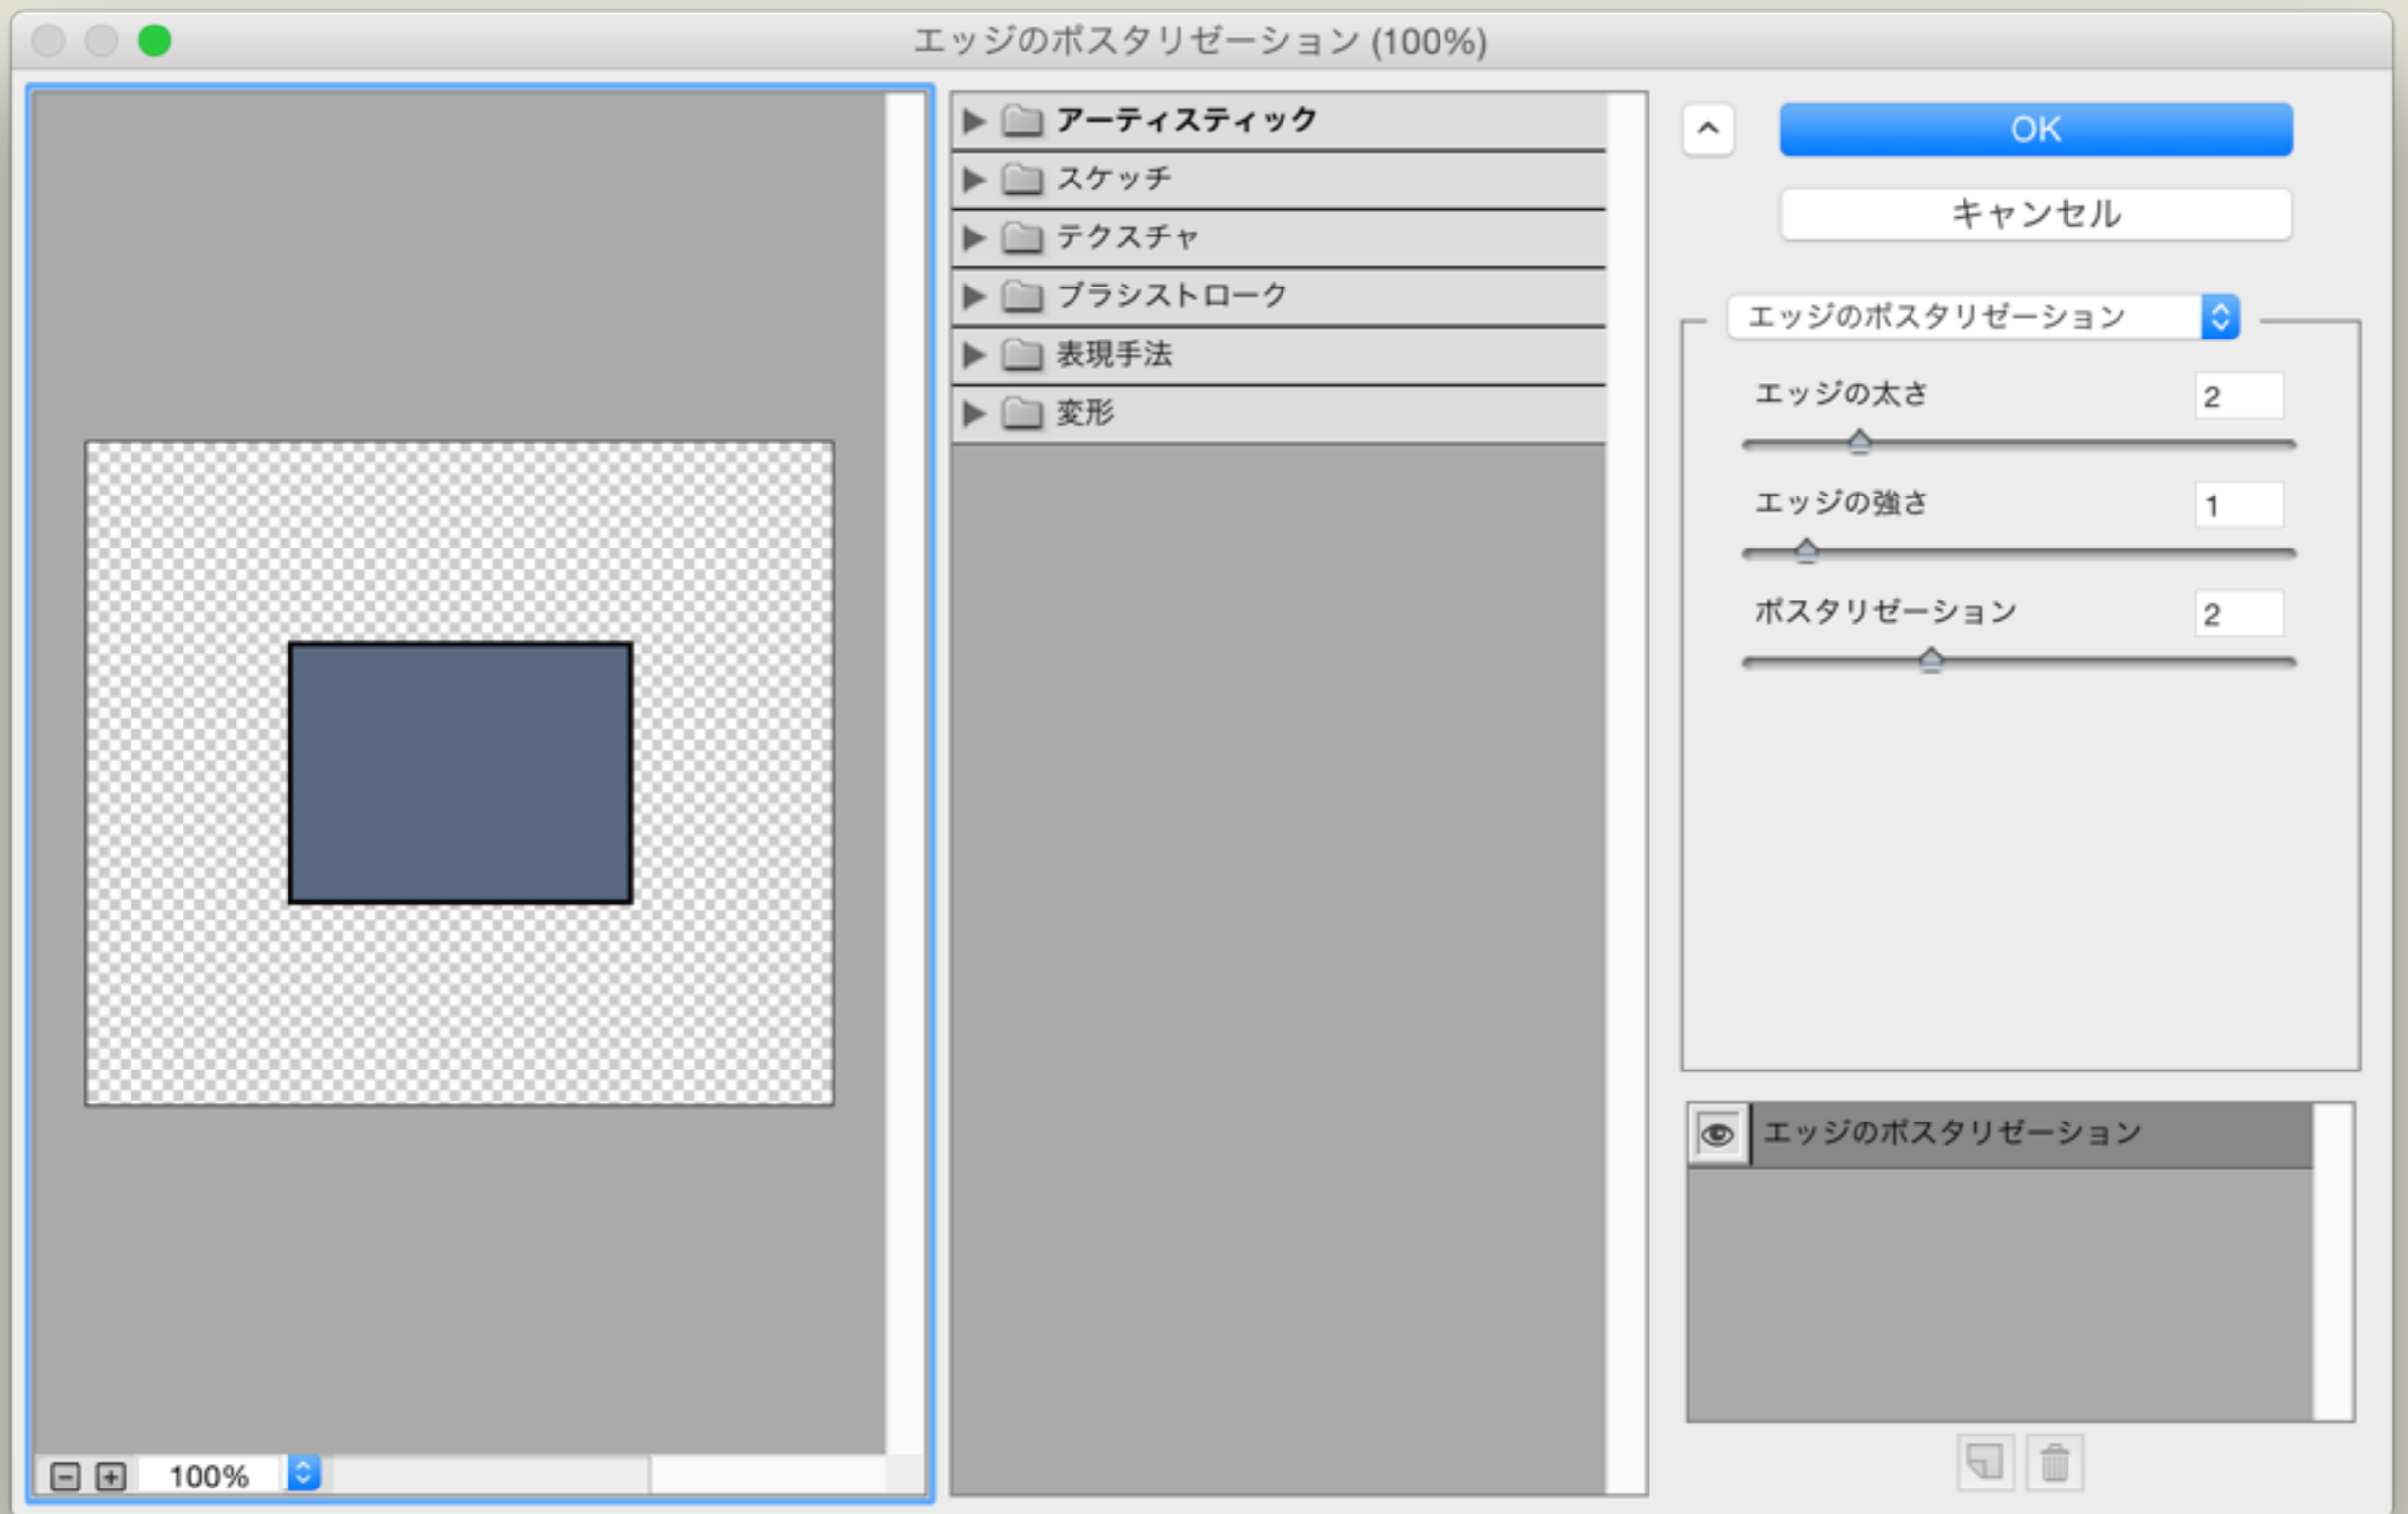 エッジのポスタリゼーション (100%)
アーティスティック
スケッチ
テクスチャ
ブラシストローク
表現手法
変形
OK
キャンセル
エッジのポスタリゼーション
エッジの太さ 2
エッジの強さ 1
ポスタリゼーション 2
エッジのポスタリゼーション
100%